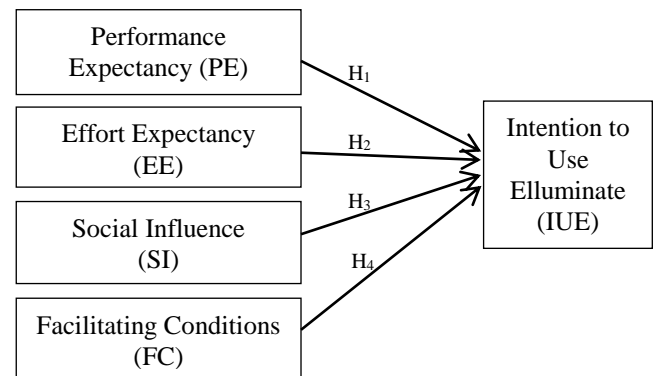 Performance
Expectancy (PE)
H1
Effort Expectancy
(EE)
H2
Social Influence
(SI)
H3
Facilitating Conditions
(FC)
H4
Intention to
Use
Elluminate
(IUE)